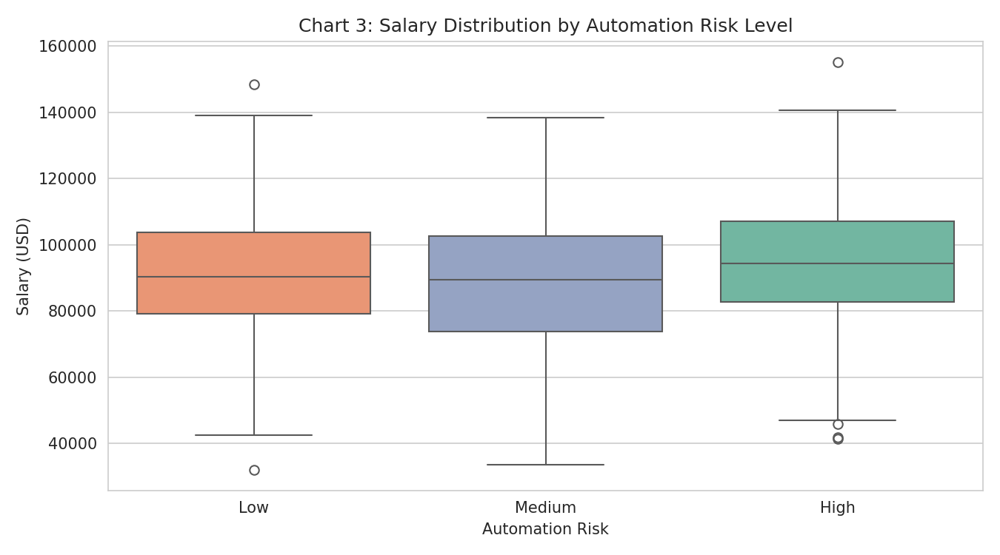 Chart 3: Salary Distribution by Automation Risk Level
160000
140000
120000
100000
80000
60000
40000
Salary (USD)
Low Medium High
Automation Risk